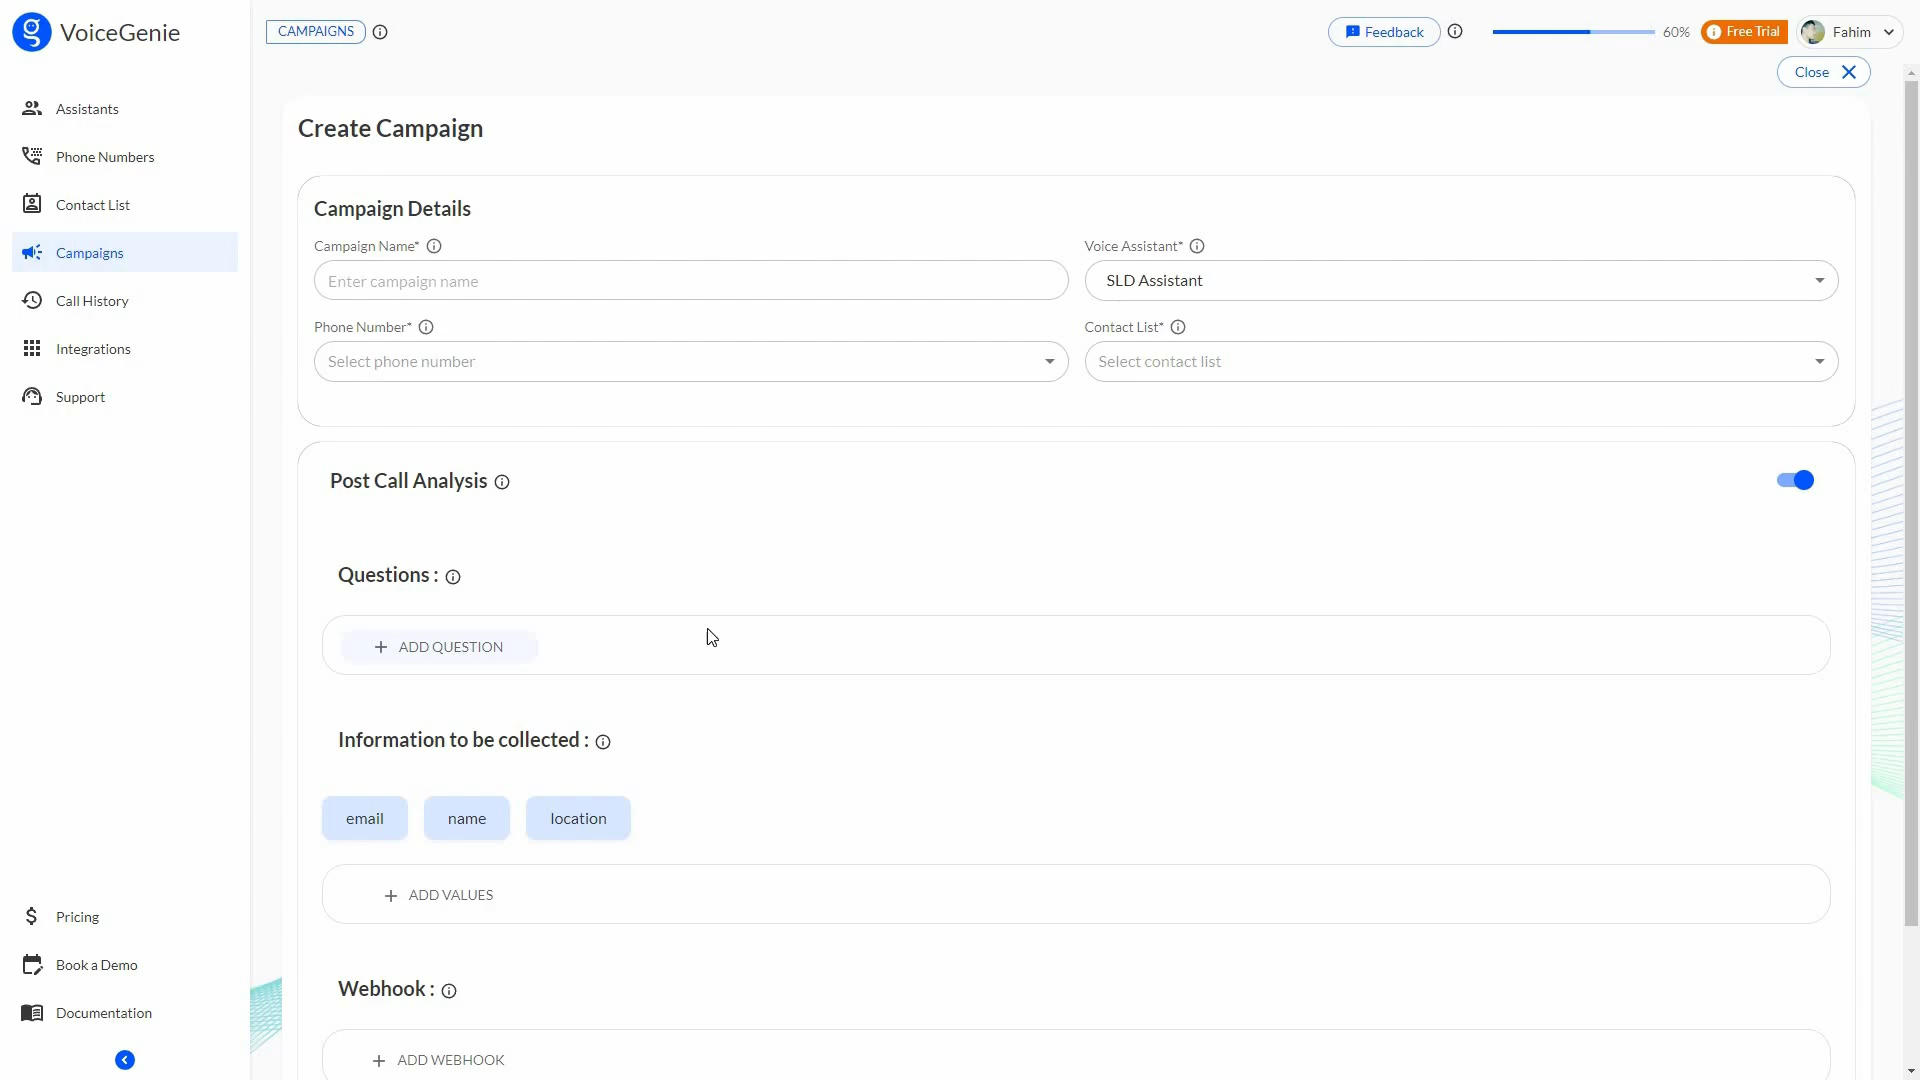 VoiceGenie
CAMPAIGNS
Feedback
60%
Free Trial
Fahim
Close
Assistants
Phone Numbers
Contact List
Campaigns
Call History
Integrations
Support
Pricing
Book a Demo
Documentation
Create Campaign
Campaign Details
Campaign Name*
Voice Assistant*
Enter campaign name
SLD Assistant
Phone Number*
Contact List*
Select phone number
Select contact list
Post Call Analysis
Questions :
+ ADD QUESTION
Information to be collected :
email name location
+ ADD VALUES
Webhook :
+ ADD WEBHOOK